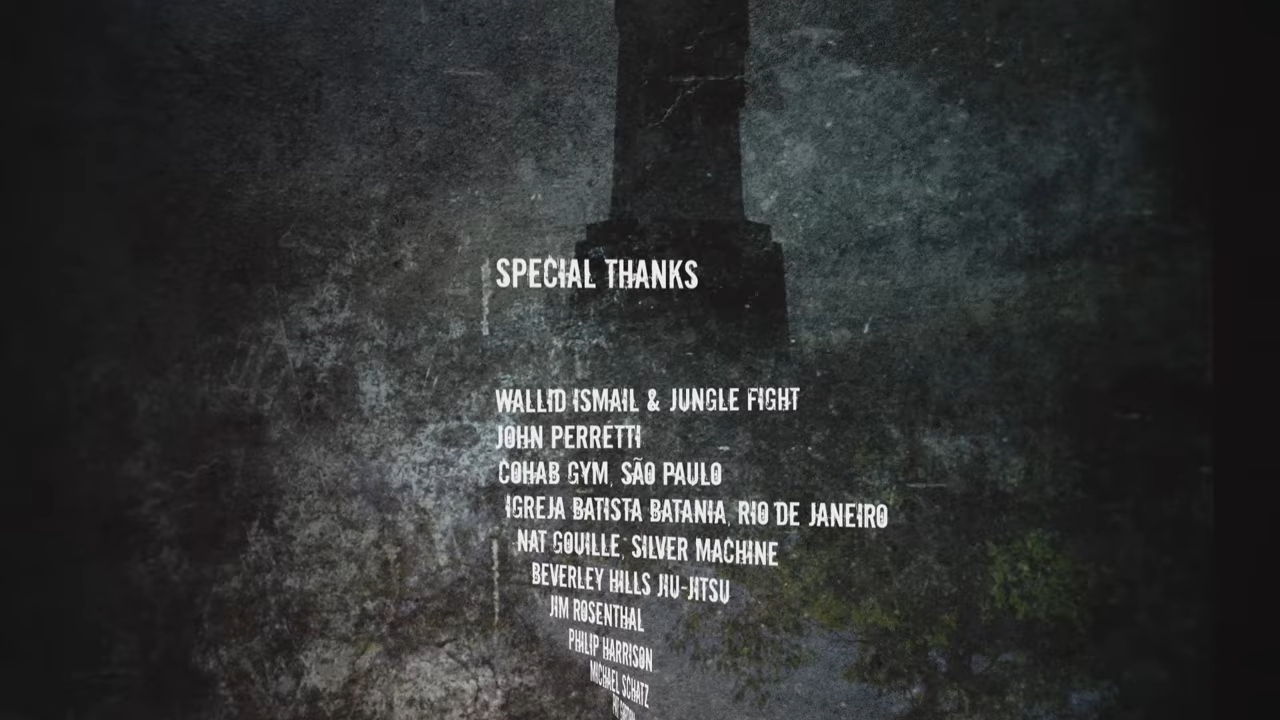 SPECIAL THANKS
WALLID ISMAIL & JUNGLE FIGHT
JOHN PERRETTI
COHAB GYM, SÃO PAULO
IGREJA BATISTA BATANIA, RIO DE JANEIRO
NAT GOUILLE, SILVER MACHINE
BEVERLEY HILLS JIU-JITSU
JIM ROSENTHAL
PHILIP HARRISON
MICHAEL SCHATZ